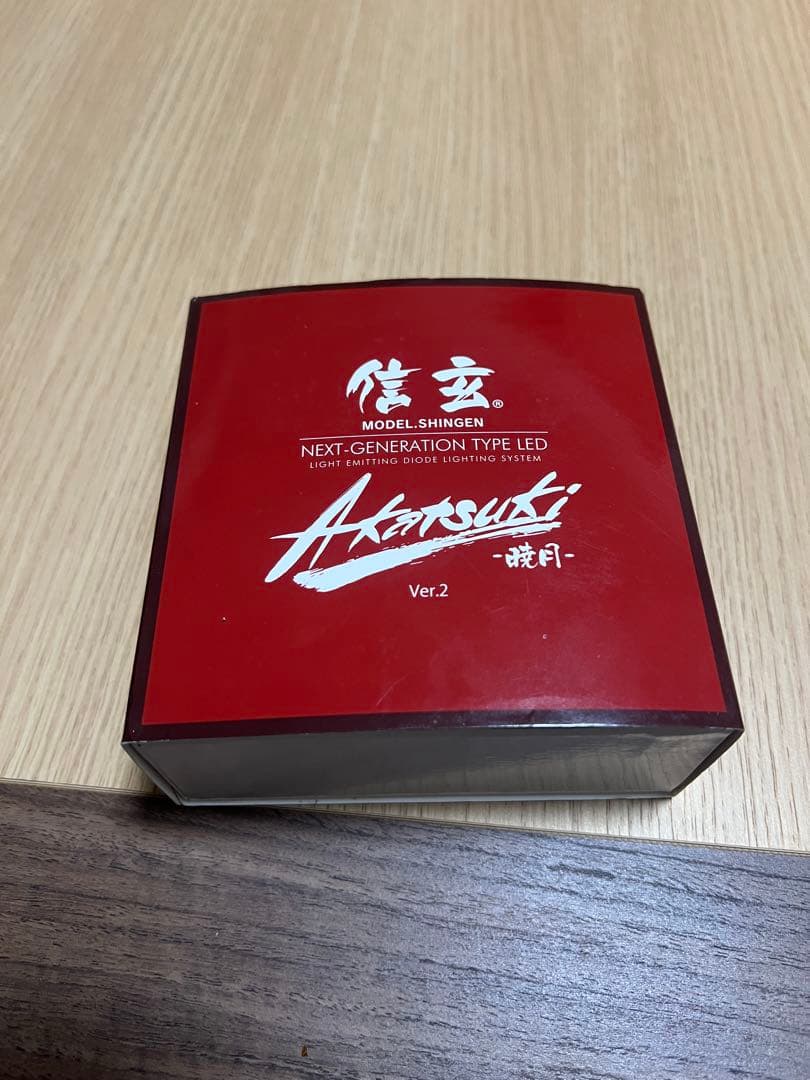 信玄®
MODEL.SHINGEN
NEXT-GENERATION TYPE LED
LIGHT EMITTING DIODE LIGHTING SYSTEM
Akatsuki
-暁月-
Ver.2